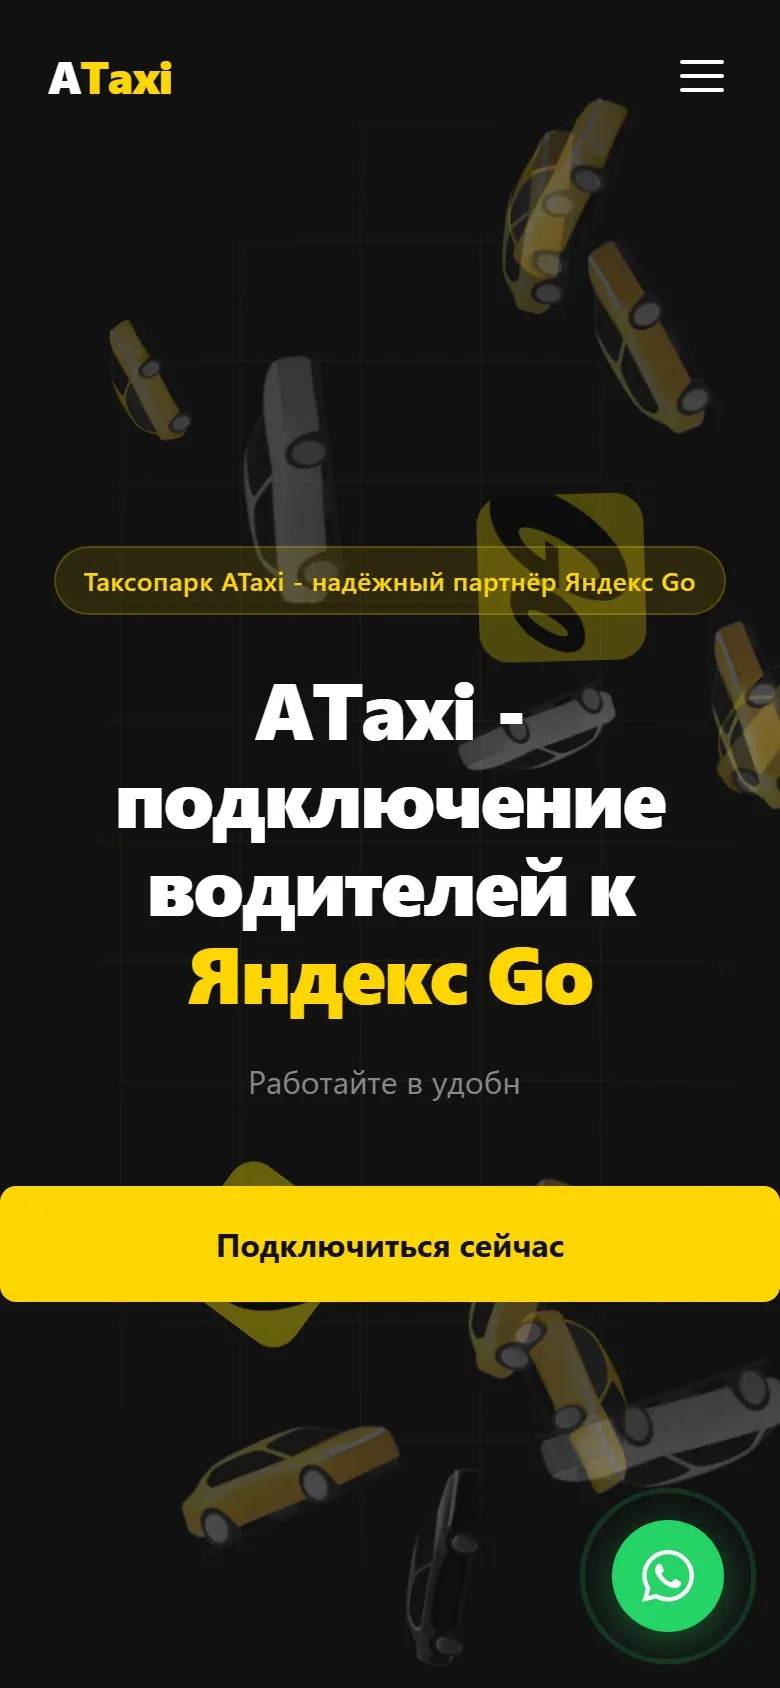 ATaxi
Таксопарк ATaxi - надёжный партнёр Яндекс Go
ATaxi -
подключение
водителей к
Яндекс Go
Работайте в удобн
Подключиться сейчас